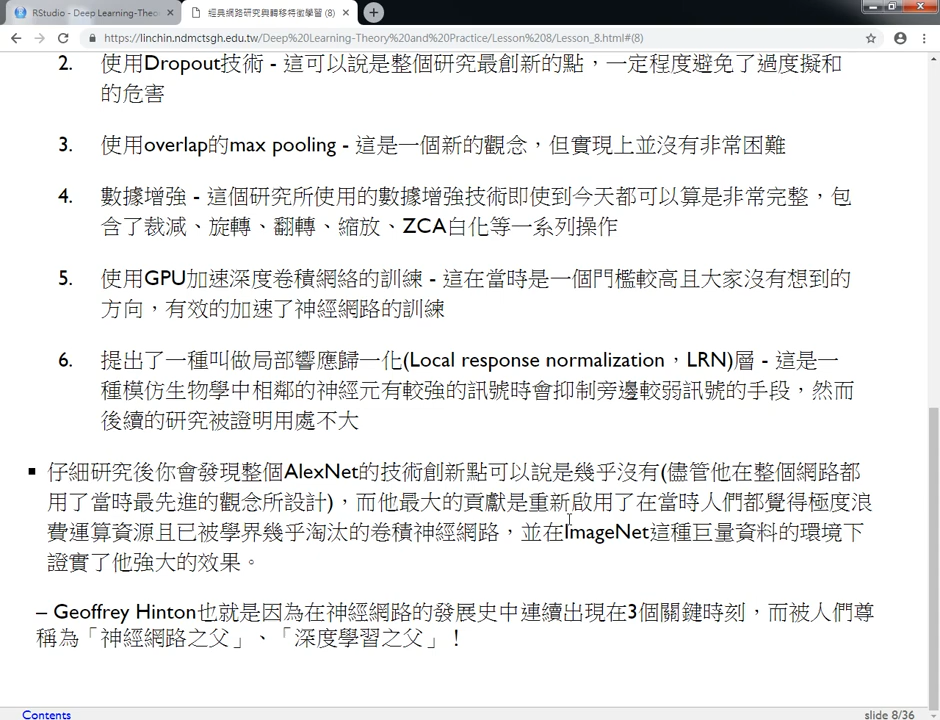 RStudio - Deep Learning-Theo
經典網路研究與轉移特徵學習 (8)
https://linchin.ndmctsgh.edu.tw/Deep%20Learning-Theory%20and%20Practice/Lesson%208/Lesson_8.html#(8)
2. 使用Dropout技術 - 這可以說是整個研究最創新的點，一定程度避免了過度擬和
的危害
3. 使用overlap的max pooling - 這是一個新的觀念，但實現上並沒有非常困難
4. 數據增強 - 這個研究所使用的數據增強技術即使到今天都可以算是非常完整，包
含了裁減、旋轉、翻轉、縮放、ZCA白化等一系列操作
5. 使用GPU加速深度卷積網絡的訓練 - 這在當時是一個門檻較高且大家沒有想到的
方向，有效的加速了神經網路的訓練
6. 提出了一種叫做局部響應歸一化(Local response normalization，LRN)層 - 這是一
種模仿生物學中相鄰的神經元有較強的訊號時會抑制旁邊較弱訊號的手段，然而
後續的研究被證明用處不大
▪ 仔細研究後你會發現整個AlexNet的技術創新點可以說是幾乎沒有(儘管他在整個網路都
用了當時最先進的觀念所設計)，而他最大的貢獻是重新啟用了在當時人們都覺得極度浪
費運算資源且已被學界幾乎淘汰的卷積神經網路，並在ImageNet這種巨量資料的環境下
證實了他強大的效果。
– Geoffrey Hinton也就是因為在神經網路的發展史中連續出現在3個關鍵時刻，而被人們尊
稱為「神經網路之父」、「深度學習之父」！
Contents
slide 8/36